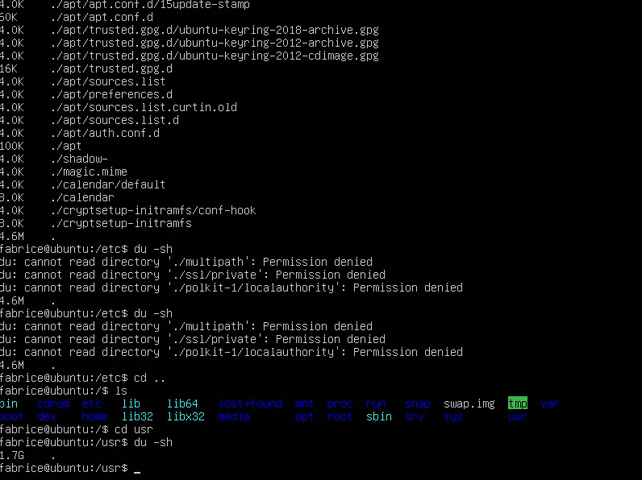 4.0K ./apt/apt.conf.d/15update-stamp
60K ./apt/apt.conf.d
4.0K ./apt/trusted.gpg.d/ubuntu-keyring-2018-archive.gpg
4.0K ./apt/trusted.gpg.d/ubuntu-keyring-2012-archive.gpg
4.0K ./apt/trusted.gpg.d/ubuntu-keyring-2012-cdimage.gpg
16K ./apt/trusted.gpg.d
4.0K ./apt/sources.list
4.0K ./apt/preferences.d
4.0K ./apt/sources.list.curtin.old
4.0K ./apt/sources.list.d
4.0K ./apt/auth.conf.d
100K ./apt
4.0K ./shadow-
4.0K ./magic.mime
4.0K ./calendar/default
8.0K ./calendar
4.0K ./cryptsetup-initramfs/conf-hook
8.0K ./cryptsetup-initramfs
4.6M .
fabrice@ubuntu:/etc$ du -sh
du: cannot read directory './multipath': Permission denied
du: cannot read directory './ssl/private': Permission denied
du: cannot read directory './polkit-1/localauthority': Permission denied
4.6M .
fabrice@ubuntu:/etc$ du -sh
du: cannot read directory './multipath': Permission denied
du: cannot read directory './ssl/private': Permission denied
du: cannot read directory './polkit-1/localauthority': Permission denied
4.6M .
fabrice@ubuntu:/etc$ cd ..
fabrice@ubuntu:/$ ls
bin cdrom etc lib lib64 lost+found mnt proc run snap swap.img tmp var
boot dev home lib32 libx32 media opt root sbin srv sys usr
fabrice@ubuntu:/$ cd usr
fabrice@ubuntu:/usr$ du -sh
1.7G .
fabrice@ubuntu:/usr$ _